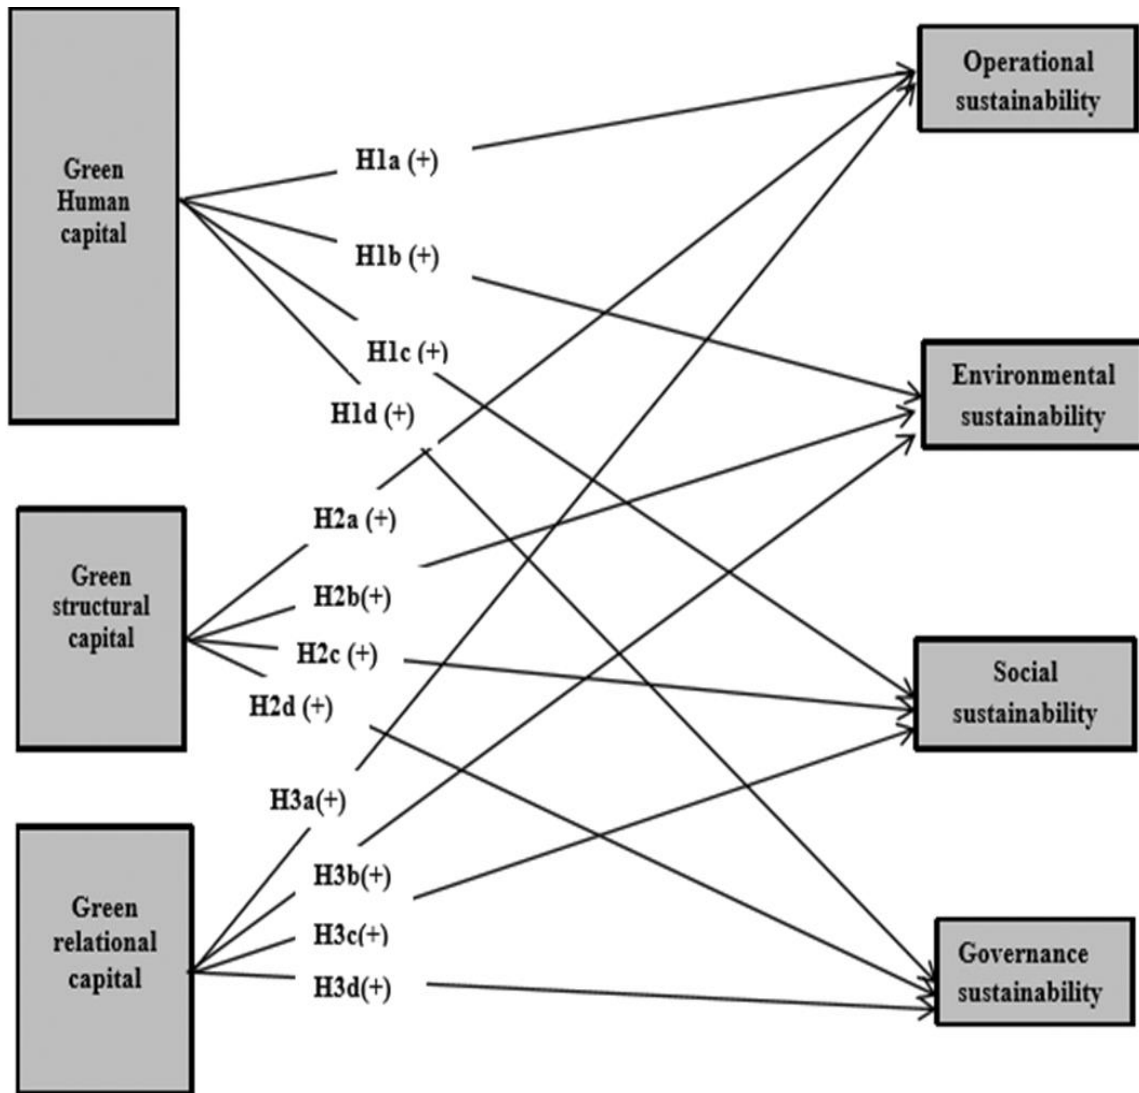 Green
Human
capital
Green
structural
capital
Green
relational
capital
H1a (+)
H1b (+)
H1c (+)
H1d (+)
H2a (+)
H2b(+)
H2c (+)
H2d (+)
H3a(+)
H3b(+)
H3c(+)
H3d(+)
Operational
sustainability
Environmental
sustainability
Social
sustainability
Governance
sustainability